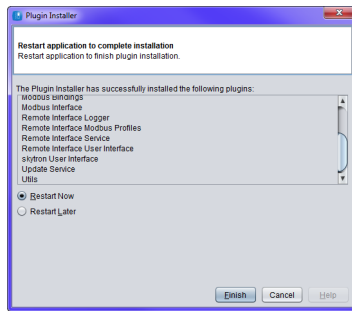 Plugin Installer
Restart application to complete installation
Restart application to finish plugin installation.
The Plugin Installer has successfully installed the following plugins:
Modbus Bindings
Modbus Interface
Remote Interface Logger
Remote Interface Modbus Profiles
Remote Interface Service
Remote Interface User Interface
skytron User Interface
Update Service
Utils
Restart Now
Restart Later
Finish
Cancel
Help